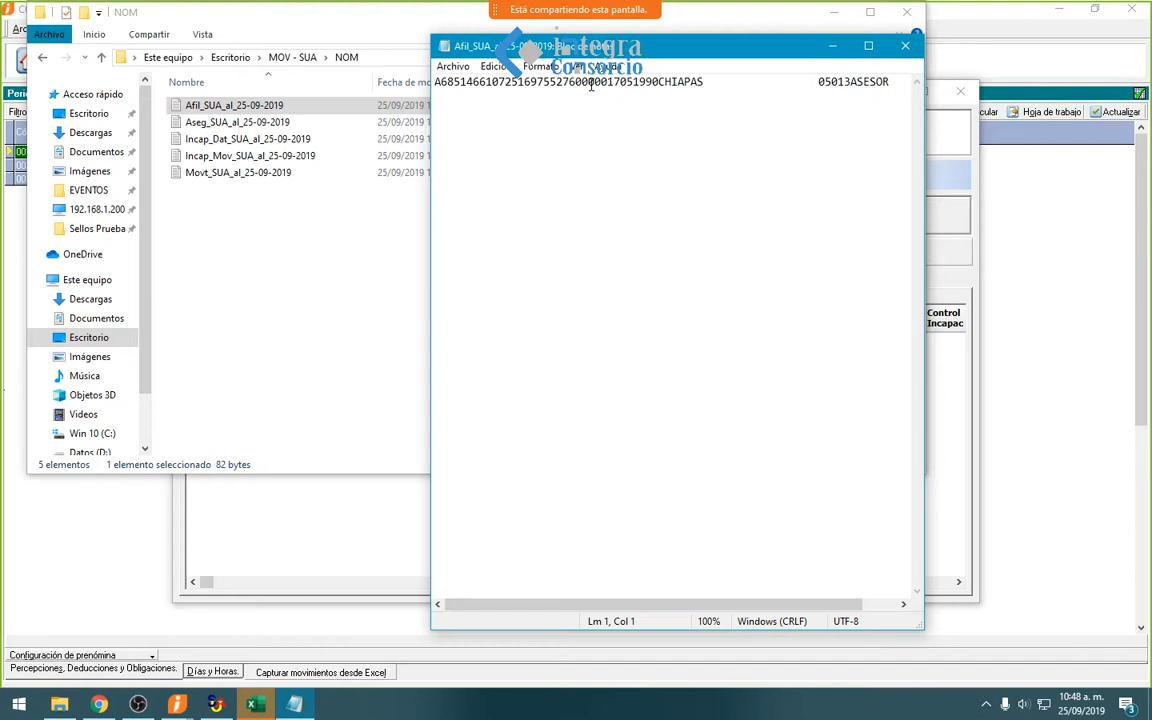 Está compartiendo esta pantalla.
NOM
Archivo Inicio Compartir Vista
Este equipo > Escritorio > MOV - SUA > NOM
Nombre
Fecha de mo
Acceso rápido
Escritorio
Descargas
Documentos
Imágenes
EVENTOS
192.168.1.200
Sellos Prueba
OneDrive
Este equipo
Descargas
Documentos
Escritorio
Imágenes
Música
Objetos 3D
Videos
Win 10 (C:)
Datos (D:)
Afil_SUA_al_25-09-2019 25/09/2019
Aseg_SUA_al_25-09-2019 25/09/2019
Incap_Dat_SUA_al_25-09-2019 25/09/2019
Incap_Mov_SUA_al_25-09-2019 25/09/2019
Movt_SUA_al_25-09-2019 25/09/2019
5 elementos 1 elemento seleccionado 82 bytes
Integra
Consorcio
Archivo
A6851466107251697552760000017051990CHIAPAS 05013ASESOR
Lm 1, Col 1 100% Windows (CRLF) UTF-8
Hoja de trabajo Actualizar
Control
Incapac
Configuración de prenómina
Percepciones, Deducciones y Obligaciones. Días y Horas. Capturar movimientos desde Excel
10:48 a. m.
25/09/2019
3